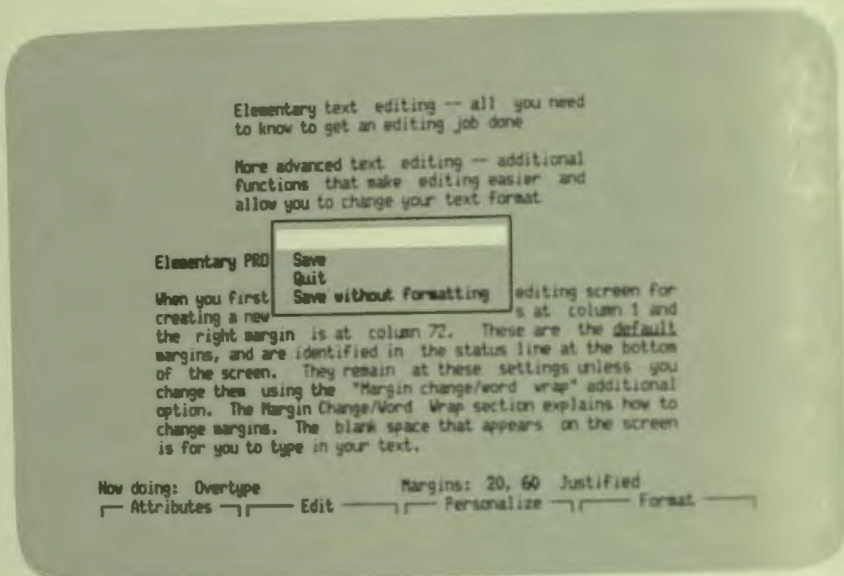 Elementary text editing -- all you need
to know to get an editing job done
More advanced text editing -- additional
functions that make editing easier and
allow you to change your text format
Elementary PRO
Save
Quit
Save without formatting
When you first editing screen for
creating a new s at column 1 and
the right margin is at column 72. These are the default
margins, and are identified in the status line at the bottom
of the screen. They remain at these settings unless you
change them using the "Margin change/word wrap" additional
option. The Margin Change/Word Wrap section explains how to
change margins. The blank space that appears on the screen
is for you to type in your text.
Now doing: Overtype Margins: 20, 60 Justified
Attributes Edit Personalize Format